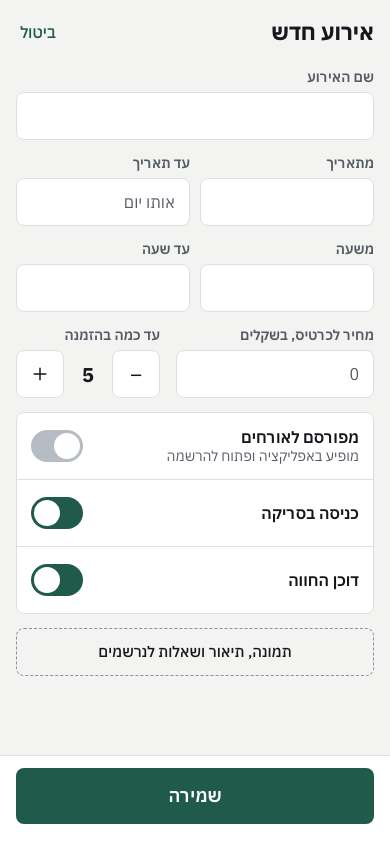 אירוע חדש
ביטול
שם האירוע
מתאריך
עד תאריך
אותו יום
משעה
עד שעה
מחיר לכרטיס, בשקלים
עד כמה בהזמנה
0
−
5
+
מפורסם לאורחים
מופיע באפליקציה ופתוח להרשמה
כניסה בסריקה
דוכן החווה
תמונה, תיאור ושאלות לנרשמים
שמירה